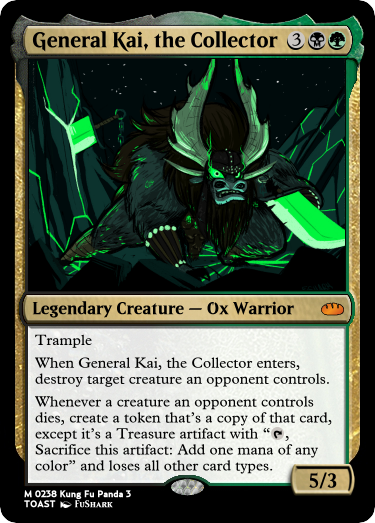 General Kai, the Collector 3
Legendary Creature — Ox Warrior
Trample
When General Kai, the Collector enters,
destroy target creature an opponent controls.
Whenever a creature an opponent controls
dies, create a token that's a copy of that card,
except it's a Treasure artifact with “ ,
Sacrifice this artifact: Add one mana of any
color” and loses all other card types.
5/3
M 0238 Kung Fu Panda 3
TOAST FuShark